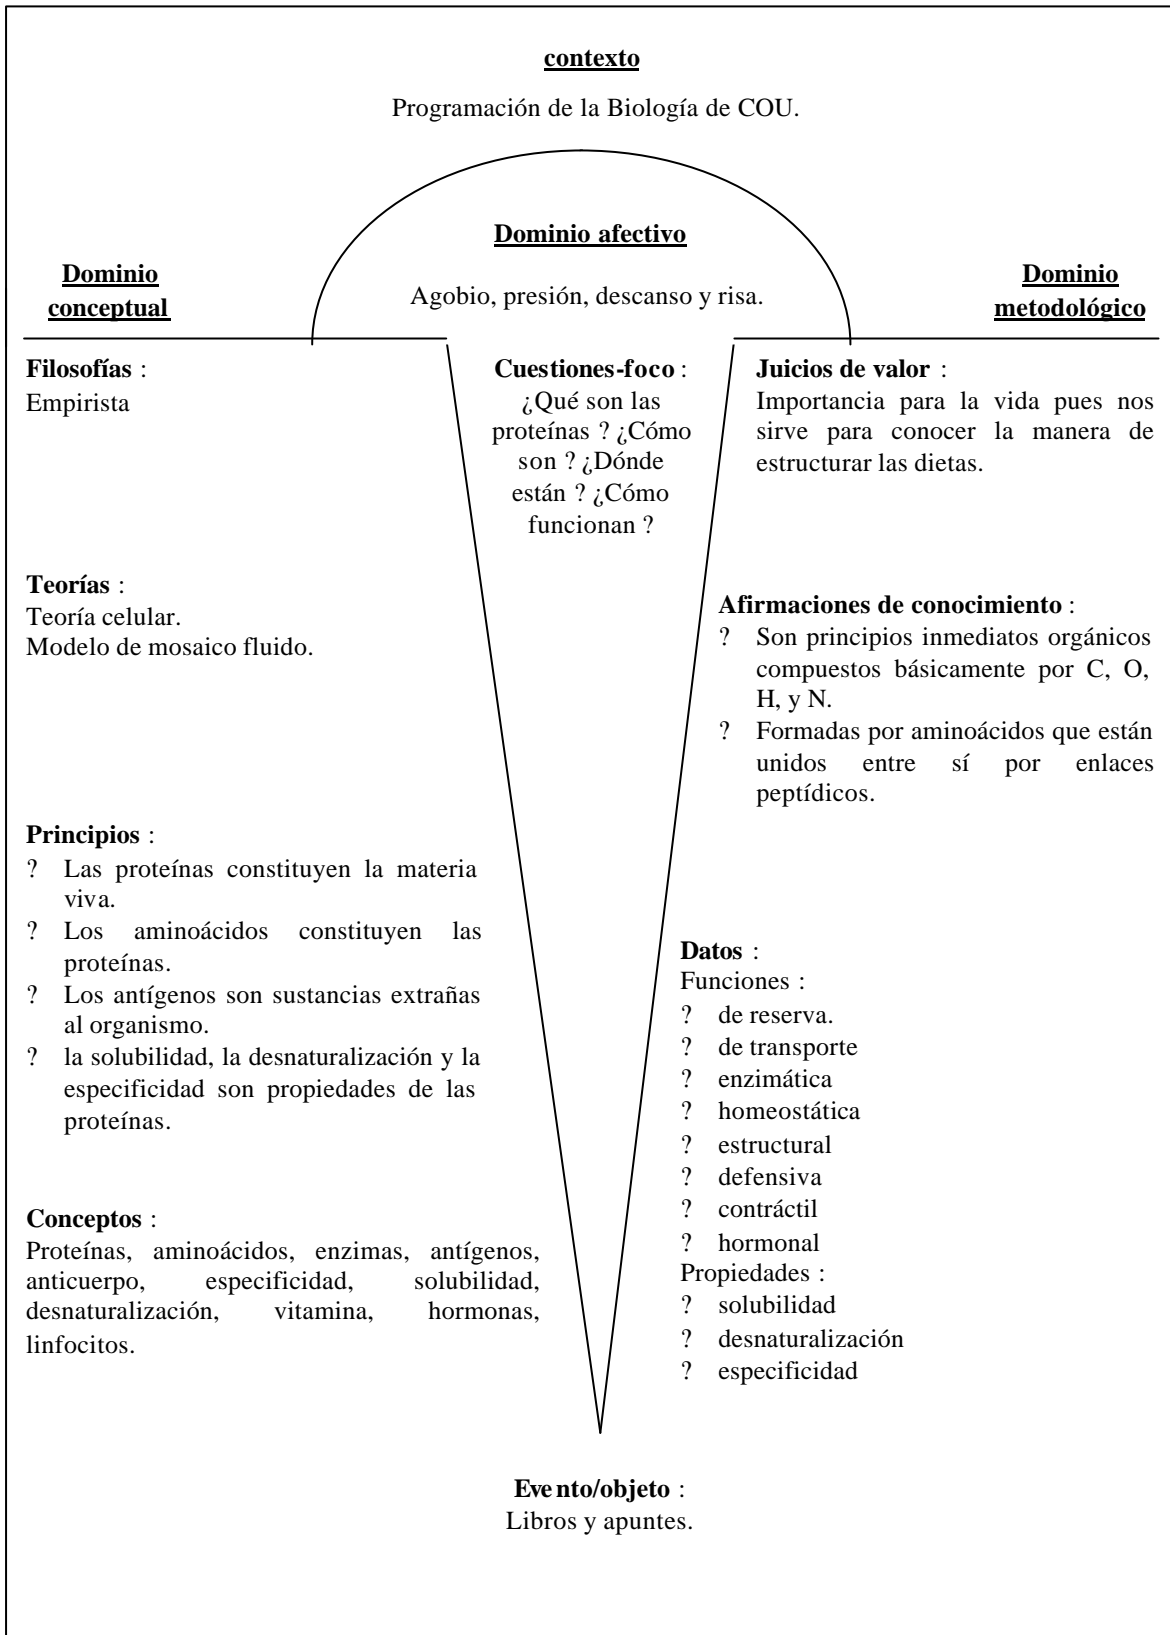 contexto
Programación de la Biología de COU.
Dominio afectivo
Agobio, presión, descanso y risa.
Dominio
conceptual
Filosofías :
Empirista
Teorías :
Teoría celular.
Modelo de mosaico fluido.
Principios :
? Las proteínas constituyen la materia
viva.
? Los aminoácidos constituyen las
proteínas.
? Los antígenos son sustancias extrañas
al organismo.
? la solubilidad, la desnaturalización y la
especificidad son propiedades de las
proteínas.
Conceptos :
Proteínas, aminoácidos, enzimas, antígenos,
anticuerpo, especificidad, solubilidad,
desnaturalización, vitamina, hormonas,
linfocitos.
Cuestiones-foco :
¿Qué son las
proteínas ? ¿Cómo
son ? ¿Dónde
están ? ¿Cómo
funcionan ?
Dominio
metodológico
Juicios de valor :
Importancia para la vida pues nos
sirve para conocer la manera de
estructurar las dietas.
Afirmaciones de conocimiento :
? Son principios inmediatos orgánicos
compuestos básicamente por C, O,
H, y N.
? Formadas por aminoácidos que están
unidos entre sí por enlaces
peptídicos.
Datos :
Funciones :
? de reserva.
? de transporte
? enzimática
? homeostática
? estructural
? defensiva
? contráctil
? hormonal
Propiedades :
? solubilidad
? desnaturalización
? especificidad
Evento/objeto :
Libros y apuntes.